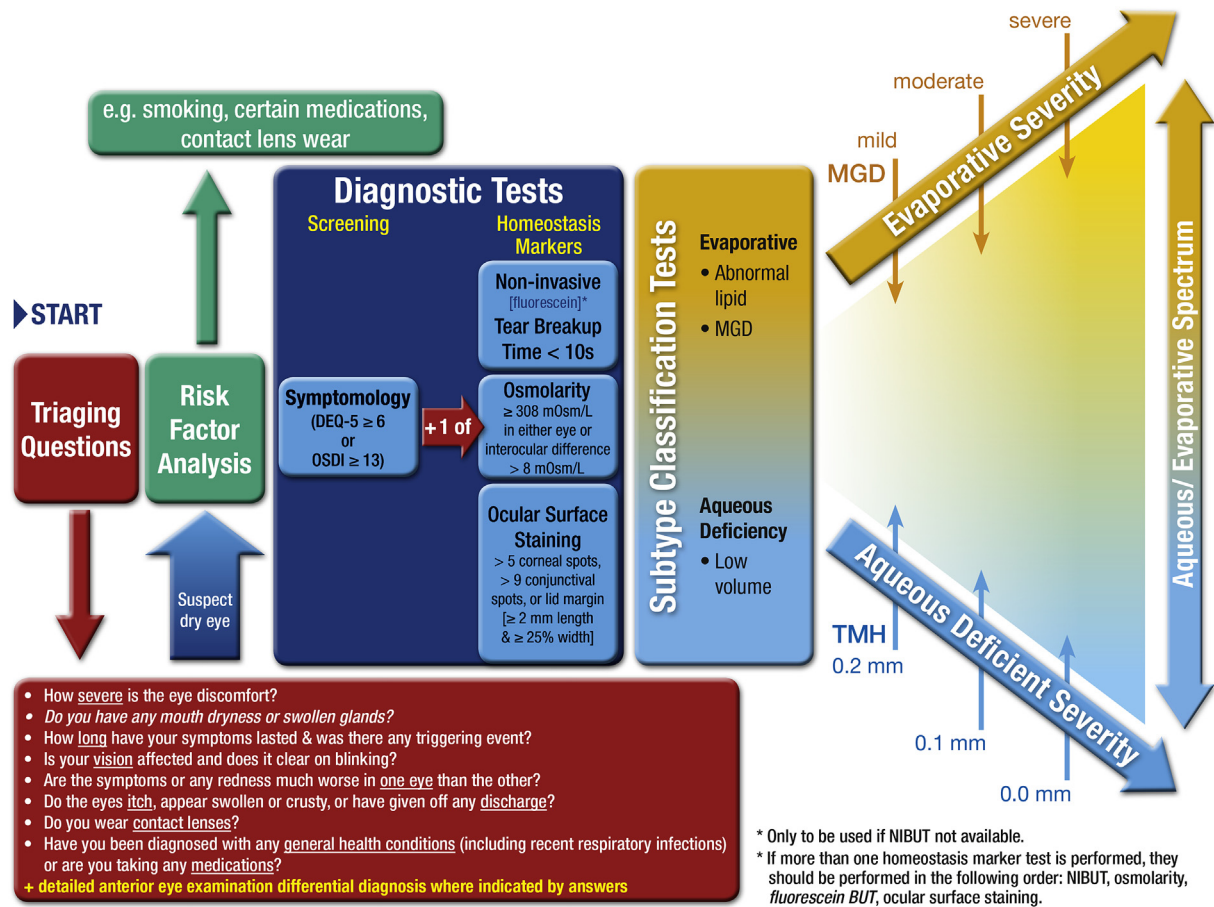 e.g. smoking, certain medications,
contact lens wear
START
Triaging
Questions
Risk
Factor
Analysis
Suspect
dry eye
Diagnostic Tests
Screening
Symptomology
(DEQ-5 ≥ 6
or
OSDI ≥ 13)
+1 of
Homeostasis
Markers
Non-invasive
[fluorescein]*
Tear Breakup
Time < 10s
Osmolarity
≥ 308 mOsm/L
in either eye or
interocular difference
> 8 mOsm/L
Ocular Surface
Staining
> 5 corneal spots,
> 9 conjunctival
spots, or lid margin
[≥ 2 mm length
& ≥ 25% width]
Subtype Classification Tests
Evaporative
• Abnormal
lipid
• MGD
Aqueous
Deficiency
• Low
volume
severe
moderate
mild
MGD
Evaporative Severity
Aqueous/ Evaporative Spectrum
Aqueous Deficient Severity
TMH
0.2 mm
0.1 mm
0.0 mm
• How severe is the eye discomfort?
• Do you have any mouth dryness or swollen glands?
• How long have your symptoms lasted & was there any triggering event?
• Is your vision affected and does it clear on blinking?
• Are the symptoms or any redness much worse in one eye than the other?
• Do the eyes itch, appear swollen or crusty, or have given off any discharge?
• Do you wear contact lenses?
• Have you been diagnosed with any general health conditions (including recent respiratory infections)
or are you taking any medications?
+ detailed anterior eye examination differential diagnosis where indicated by answers
* Only to be used if NIBUT not available.
* If more than one homeostasis marker test is performed, they
should be performed in the following order: NIBUT, osmolarity,
fluorescein BUT, ocular surface staining.